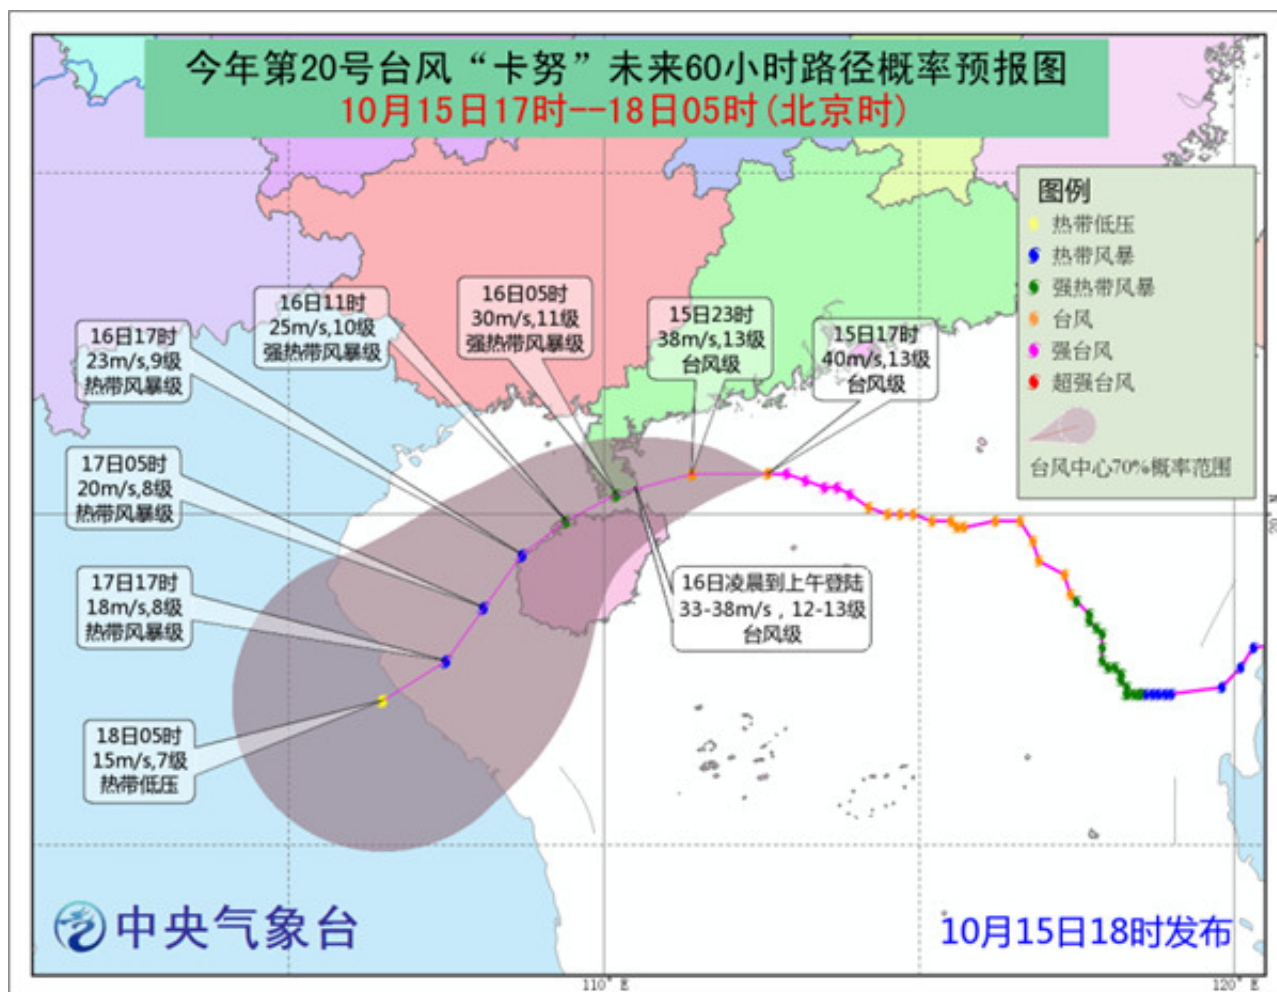 今年第20号台风“卡努”未来60小时路径概率预报图
10月15日17时--18日05时(北京时)
图例
热带低压
热带风暴
强热带风暴
台风
强台风
超强台风
台风中心70%概率范围
16日17时
23m/s,9级
热带风暴级
16日11时
25m/s,10级
强热带风暴级
16日05时
30m/s,11级
强热带风暴级
15日23时
38m/s,13级
台风级
15日17时
40m/s,13级
台风级
17日05时
20m/s,8级
热带风暴级
17日17时
18m/s,8级
热带风暴级
16日凌晨到上午登陆
33-38m/s，12-13级
台风级
18日05时
15m/s,7级
热带低压
20° N
中央气象台
10月15日18时发布
110° E
120° E